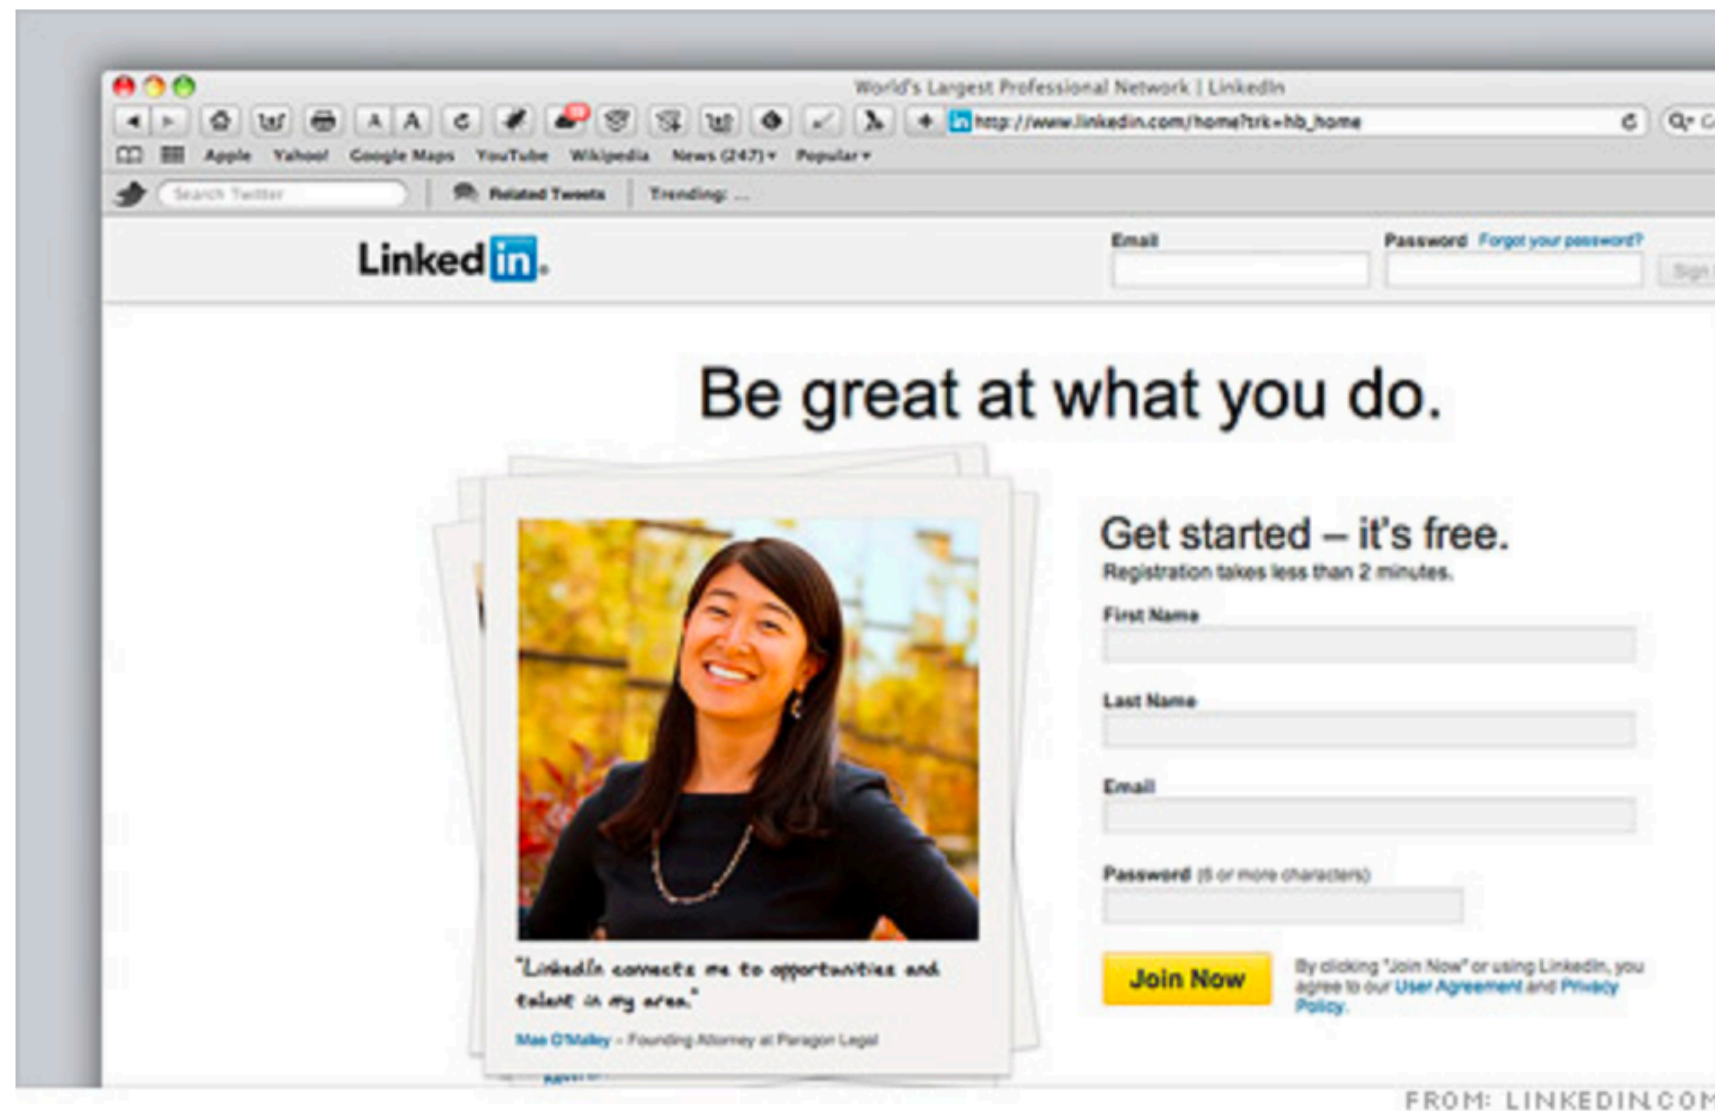 World's Largest Professional Network | LinkedIn
http://www.linkedin.com/home?trk=hb_home
Apple Yahoo! Google Maps YouTube Wikipedia News (247) Popular
Search Twitter Related Tweets Trending: ...
Linked in
Email Password Forgot your password?
Sign
Be great at what you do.
Get started – it's free.
Registration takes less than 2 minutes.
First Name
Last Name
Email
Password (6 or more characters)
Join Now
By clicking "Join Now" or using LinkedIn, you
agree to our User Agreement and Privacy
Policy.
"LinkedIn connects me to opportunities and
talent in my area."
Mae O'Malley – Founding Attorney at Paragon Legal
FROM: LINKEDIN.COM